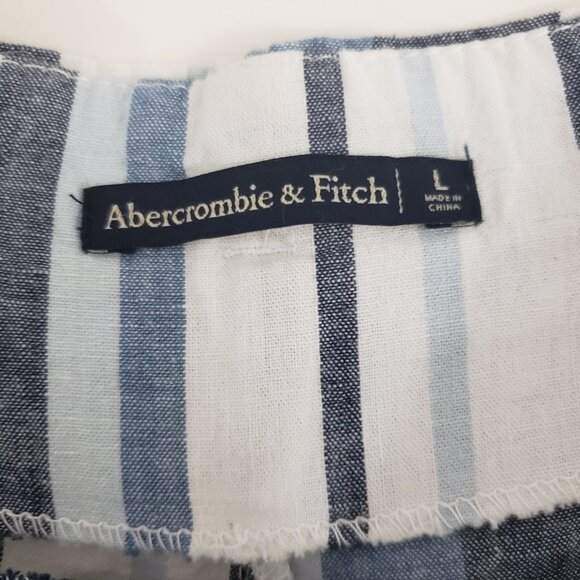 Abercrombie & Fitch
L
MADE IN
CHINA